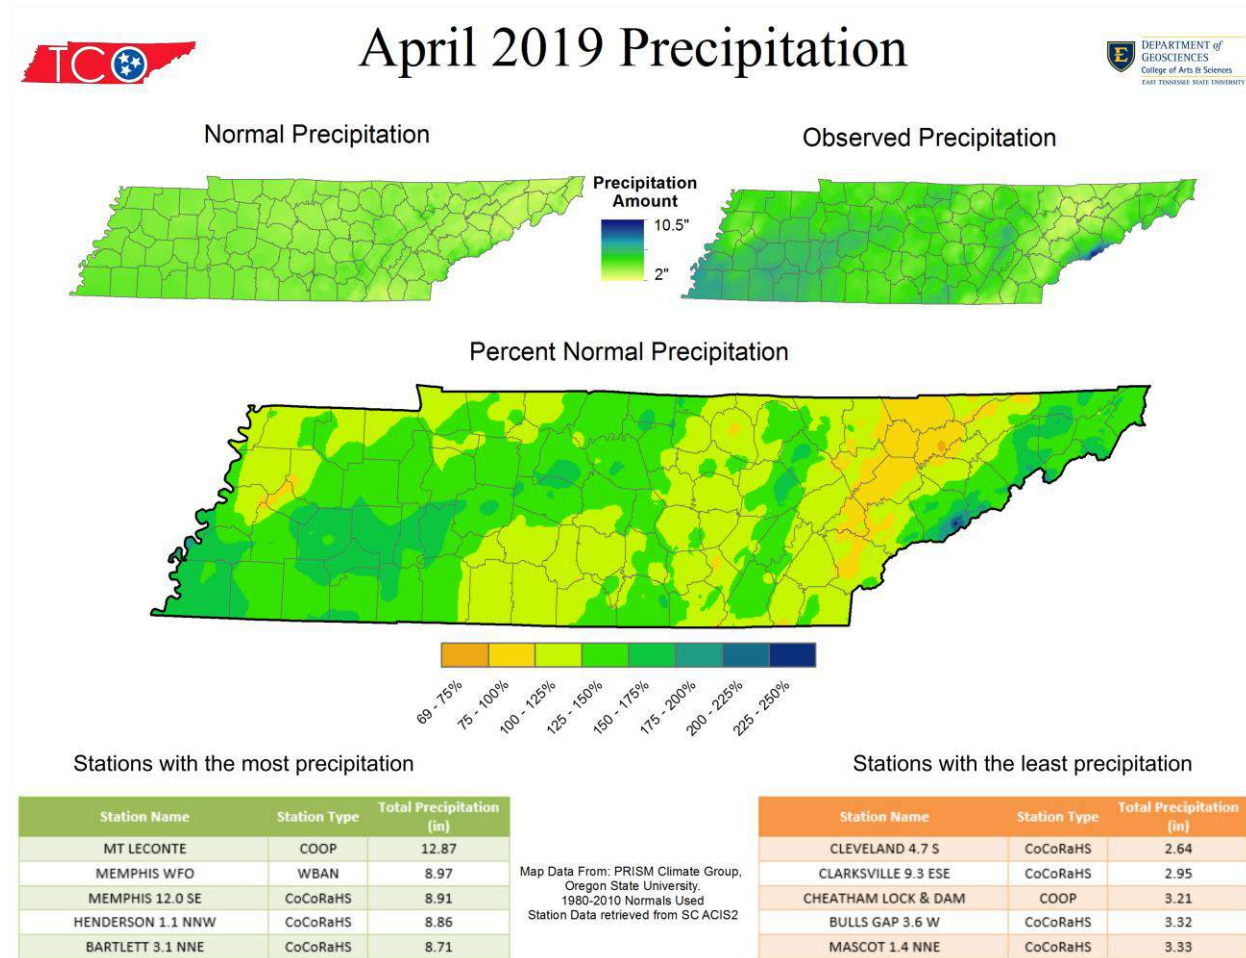 April 2019 Precipitation
TCO
E
DEPARTMENT of
GEOSCIENCES
College of Arts & Sciences
EAST TENNESSEE STATE UNIVERSITY
Normal Precipitation
Observed Precipitation
Precipitation
Amount
10.5"
2"
Percent Normal Precipitation
69 - 75%
75 - 100%
100 - 125%
125 - 150%
150 - 175%
175 - 200%
200 - 225%
225 - 250%
Stations with the most precipitation
Station Name Station Type Total Precipitation
(in)
MT LECONTE COOP 12.87
MEMPHIS WFO WBAN 8.97
MEMPHIS 12.0 SE CoCoRaHS 8.91
HENDERSON 1.1 NNW CoCoRaHS 8.86
BARTLETT 3.1 NNE CoCoRaHS 8.71
Map Data From: PRISM Climate Group,
Oregon State University.
1980-2010 Normals Used
Station Data retrieved from SC ACIS2
Stations with the least precipitation
Station Name Station Type Total Precipitation
(in)
CLEVELAND 4.7 S CoCoRaHS 2.64
CLARKSVILLE 9.3 ESE CoCoRaHS 2.95
CHEATHAM LOCK & DAM COOP 3.21
BULLS GAP 3.6 W CoCoRaHS 3.32
MASCOT 1.4 NNE CoCoRaHS 3.33